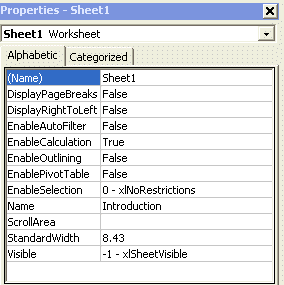 Properties - Sheet1
Sheet1 Worksheet
Alphabetic Categorized
(Name) Sheet1
DisplayPageBreaks False
DisplayRightToLeft False
EnableAutoFilter False
EnableCalculation True
EnableOutlining False
EnablePivotTable False
EnableSelection 0 - xlNoRestrictions
Name Introduction
ScrollArea
StandardWidth 8.43
Visible -1 - xlSheetVisible